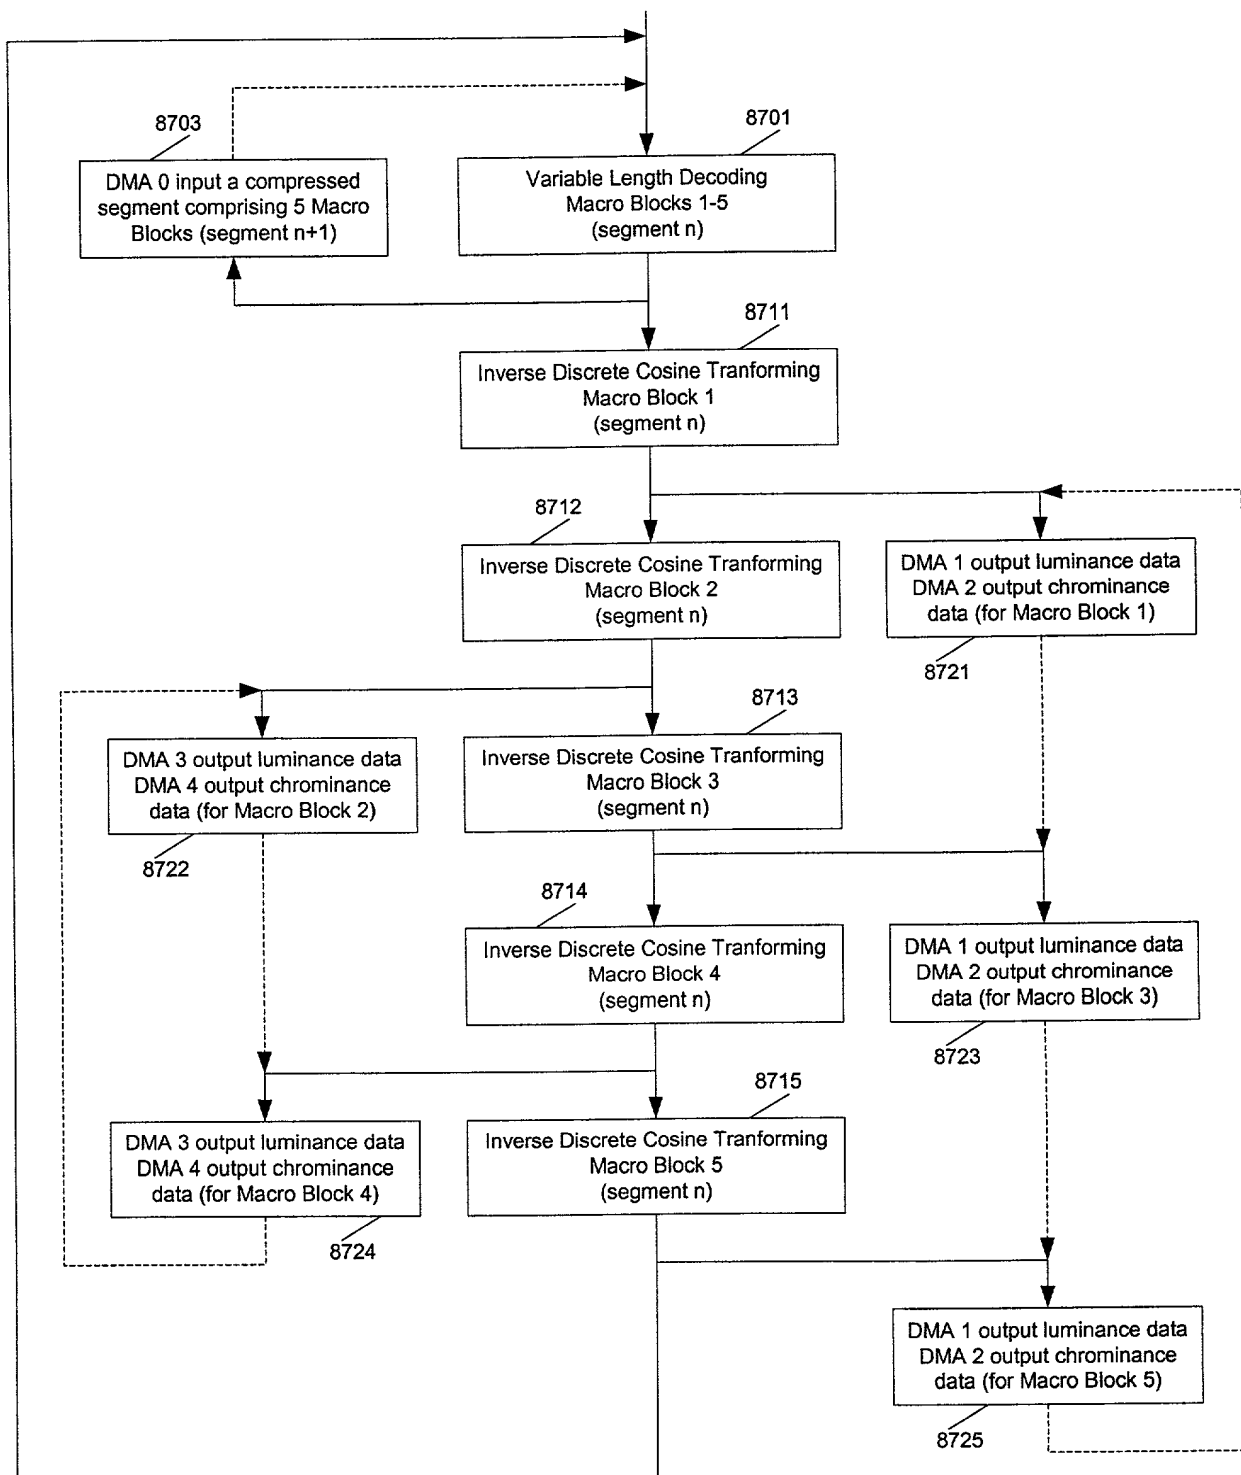 8703
8701
DMA 0 input a compressed
segment comprising 5 Macro
Blocks (segment n+1)
Variable Length Decoding
Macro Blocks 1-5
(segment n)
8711
Inverse Discrete Cosine Tranforming
Macro Block 1
(segment n)
8712
Inverse Discrete Cosine Tranforming
Macro Block 2
(segment n)
DMA 1 output luminance data
DMA 2 output chrominance
data (for Macro Block 1)
8721
8713
DMA 3 output luminance data
DMA 4 output chrominance
data (for Macro Block 2)
8722
Inverse Discrete Cosine Tranforming
Macro Block 3
(segment n)
8714
Inverse Discrete Cosine Tranforming
Macro Block 4
(segment n)
DMA 1 output luminance data
DMA 2 output chrominance
data (for Macro Block 3)
8723
8715
DMA 3 output luminance data
DMA 4 output chrominance
data (for Macro Block 4)
8724
Inverse Discrete Cosine Tranforming
Macro Block 5
(segment n)
DMA 1 output luminance data
DMA 2 output chrominance
data (for Macro Block 5)
8725